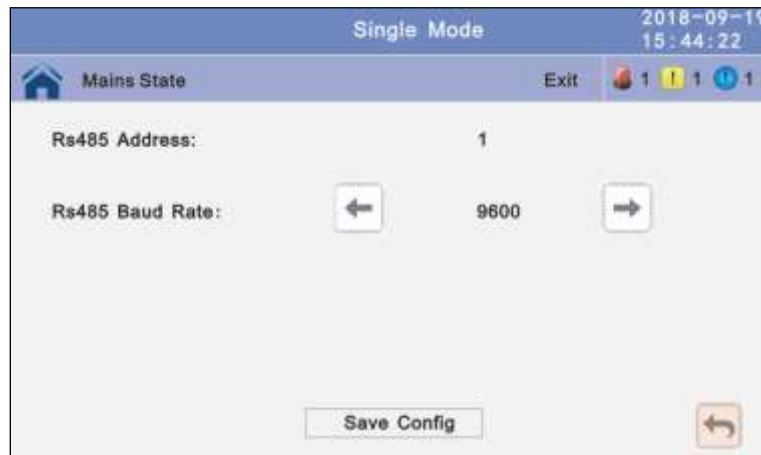 Single Mode
2018-09-19
15:44:22
Mains State Exit 1 ! 1 ! 1
Rs485 Address: 1
Rs485 Baud Rate: 9600
Save Config